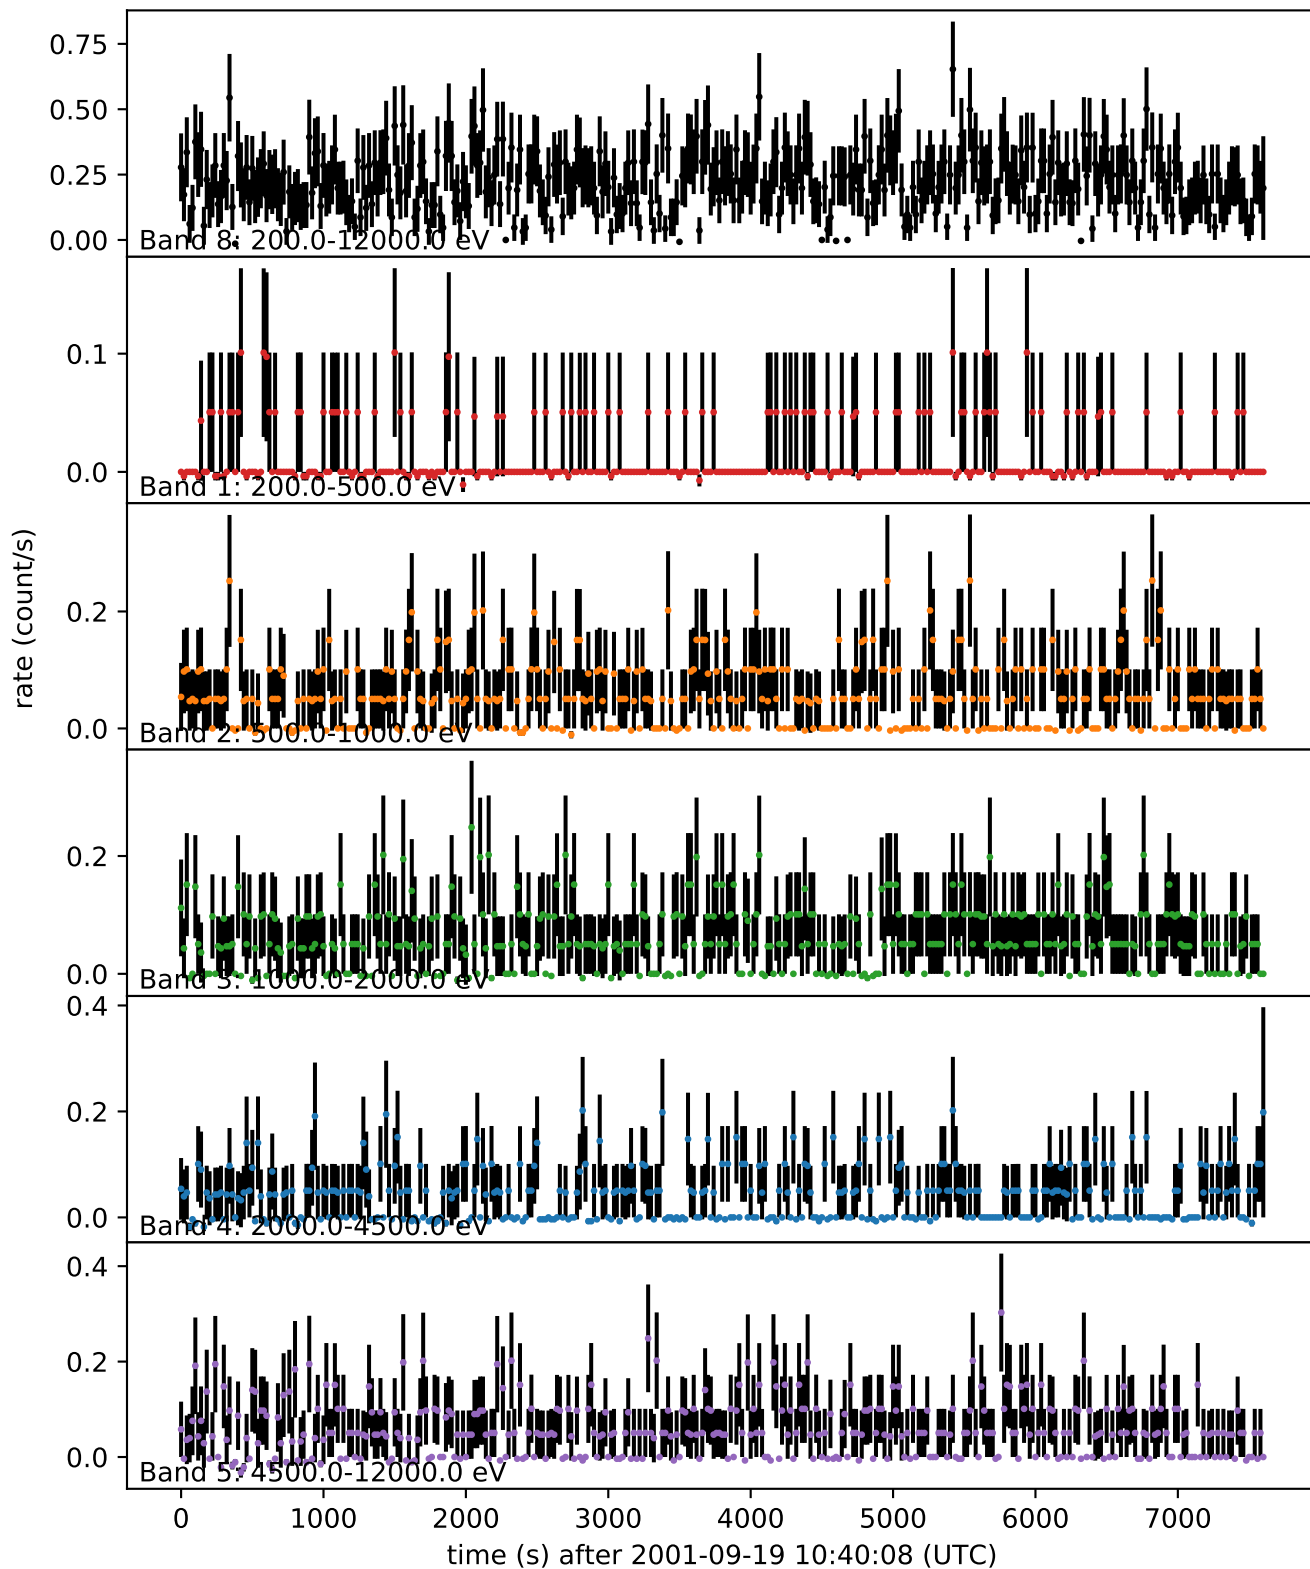 0.75
0.50
0.25
0.00
Band 8: 200.0-12000.0 eV
0.1
0.0
Band 1: 200.0-500.0 eV
0.2
0.0
Band 2: 500.0-1000.0 eV
rate (count/s)
0.2
0.0
Band 3: 1000.0-2000.0 eV
0.4
0.2
0.0
Band 4: 2000.0-4500.0 eV
0.4
0.2
0.0
Band 5: 4500.0-12000.0 eV
0 1000 2000 3000 4000 5000 6000 7000
time (s) after 2001-09-19 10:40:08 (UTC)